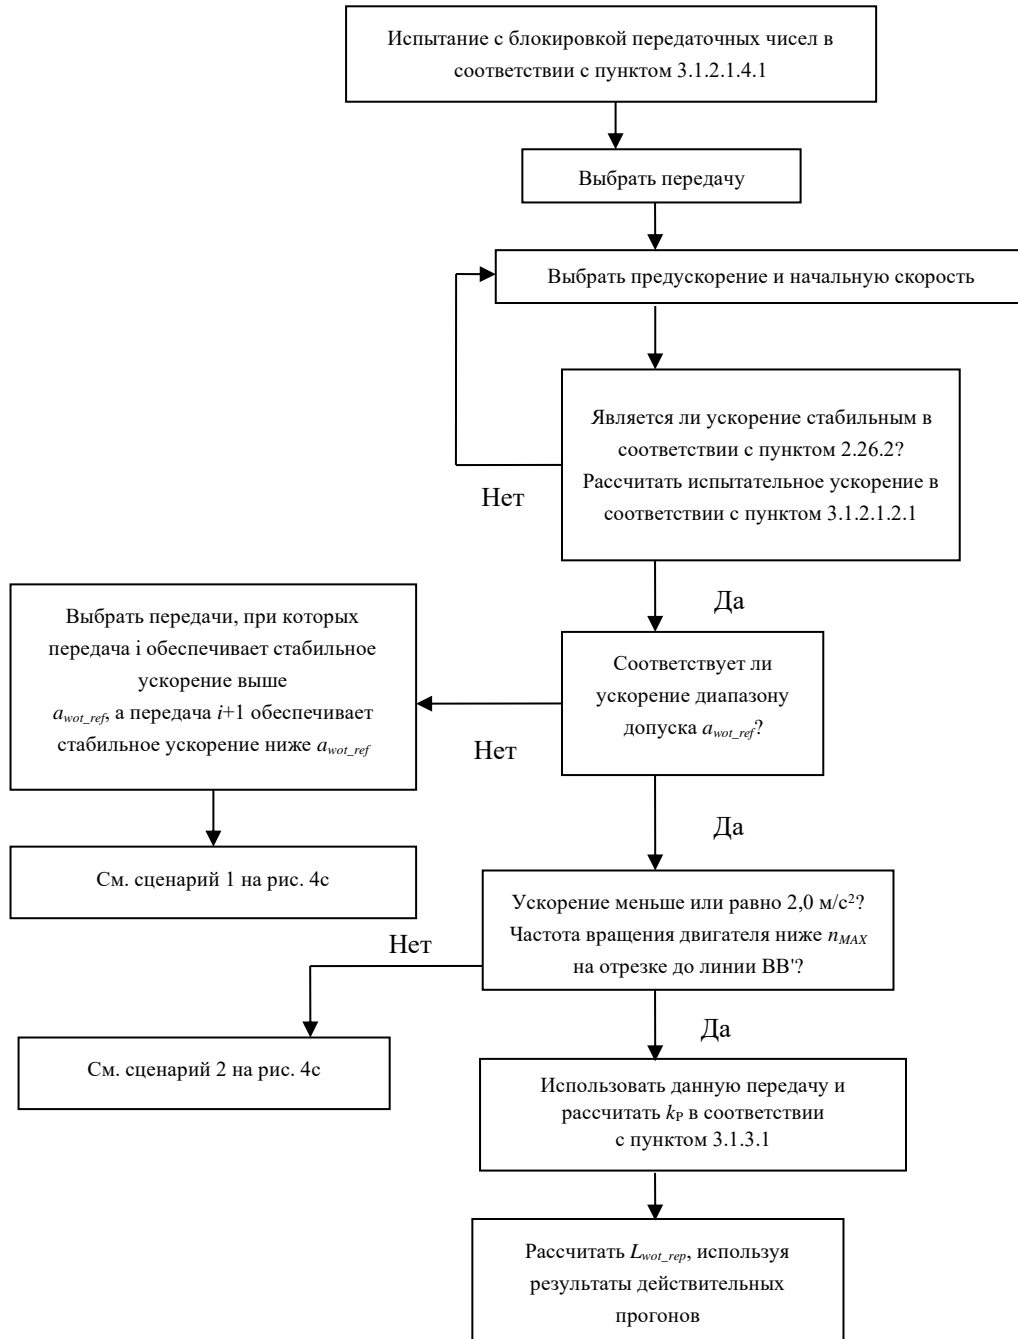 Испытание с блокировкой передаточных чисел в
соответствии с пунктом 3.1.2.1.4.1
Выбрать передачу
Выбрать предускорение и начальную скорость
Является ли ускорение стабильным в
соответствии с пунктом 2.26.2?
Рассчитать испытательное ускорение в
соответствии с пунктом 3.1.2.1.2.1
Нет
Да
Выбрать передачи, при которых
передача i обеспечивает стабильное
ускорение выше
a_wot_ref, а передача i+1 обеспечивает
стабильное ускорение ниже a_wot_ref
Соответствует ли
ускорение диапазону
допуска a_wot_ref?
Нет
Да
См. сценарий 1 на рис. 4c
Ускорение меньше или равно 2,0 м/с²?
Частота вращения двигателя ниже n_MAX
на отрезке до линии BB'?
Нет
Да
См. сценарий 2 на рис. 4c
Использовать данную передачу и
рассчитать k_P в соответствии
с пунктом 3.1.3.1
Рассчитать L_wot_rep, используя
результаты действительных
прогонов